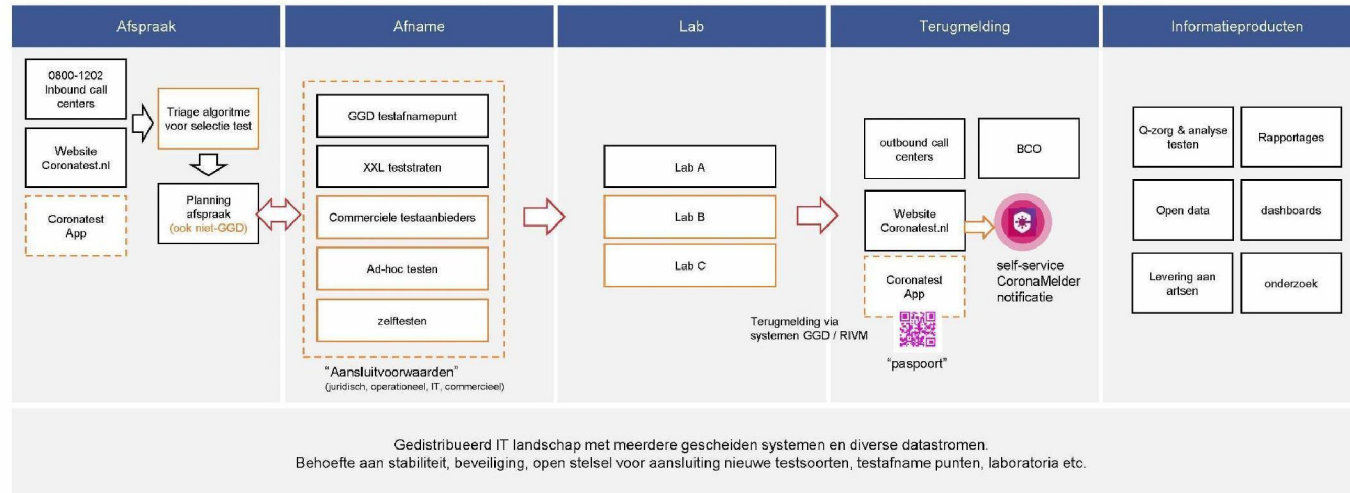 Afspraak
Afname
Lab
Terugmelding
Informatieproducten
0800-1202
Inbound call
centers
Website
Coronatest.nl
Coronatest
App
Triage algoritme
voor selectie test
Planning
afspraak
(ook niet-GGD)
GGD testafnamepunt
XXL teststraten
Commerciele testaanbieders
Ad-hoc testen
zelftesten
"Aansluitvoorwaarden"
(juridisch, operationeel, IT, commercieel)
Lab A
Lab B
Lab C
outbound call
centers
BCO
Website
Coronatest.nl
self-service
CoronaMelder
notificatie
Coronatest
App
Terugmelding via
systemen GGD / RIVM
"paspoort"
Q-zorg & analyse
testen
Rapportages
Open data
dashboards
Levering aan
artsen
onderzoek
Gedistribueerd IT landschap met meerdere gescheiden systemen en diverse datastromen.
Behoefte aan stabiliteit, beveiliging, open stelsel voor aansluiting nieuwe testsoorten, testafname punten, laboratoria etc.